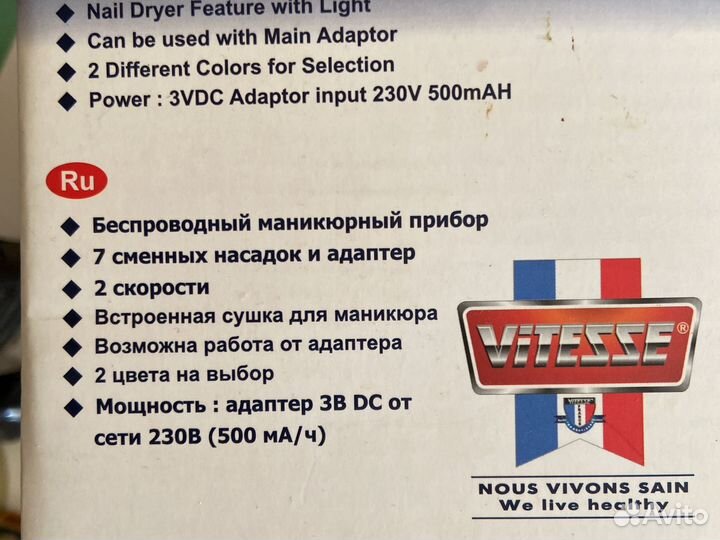 ◆ Nail Dryer Feature with Light
◆ Can be used with Main Adaptor
◆ 2 Different Colors for Selection
◆ Power : 3VDC Adaptor input 230V 500mAH
Ru
◆ Беспроводный маникюрный прибор
◆ 7 сменных насадок и адаптер
◆ 2 скорости
◆ Встроенная сушка для маникюра
◆ Возможна работа от адаптера
◆ 2 цвета на выбор
◆ Мощность : адаптер 3В DC от
сети 230В (500 мА/ч)
ViTESSE®
VITESSE
NOUS VIVONS SAIN
We live healthy
Avito